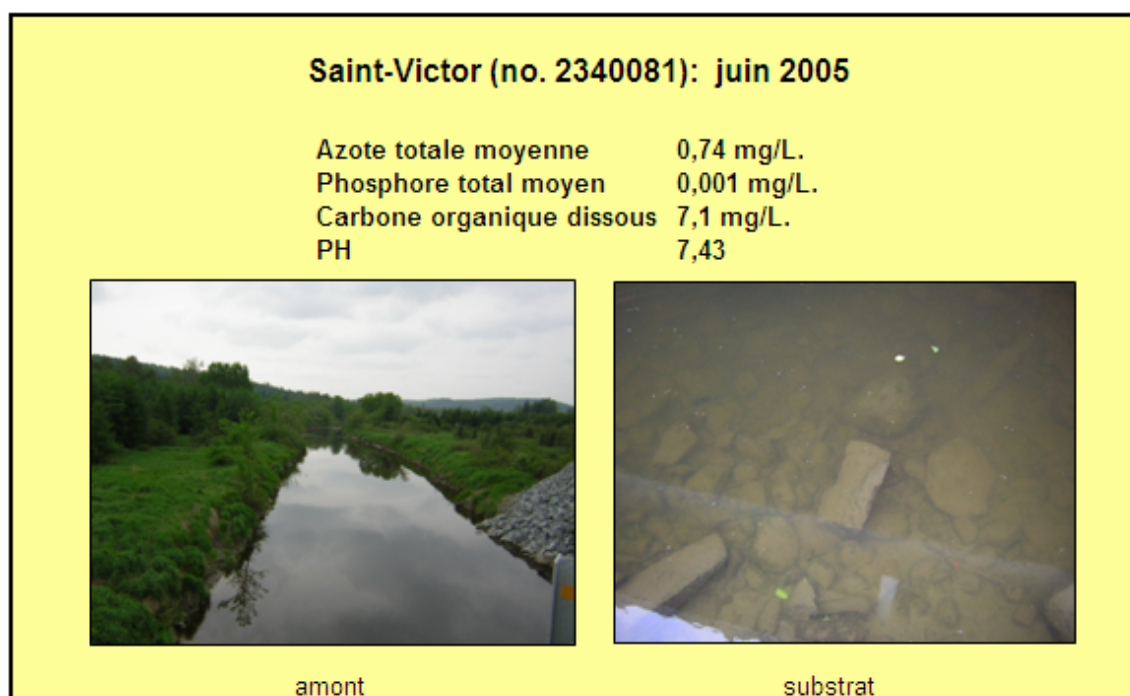 Saint-Victor (no. 2340081): juin 2005
Azote totale moyenne 0,74 mg/L.
Phosphore total moyen 0,001 mg/L.
Carbone organique dissous 7,1 mg/L.
PH 7,43
amont substrat